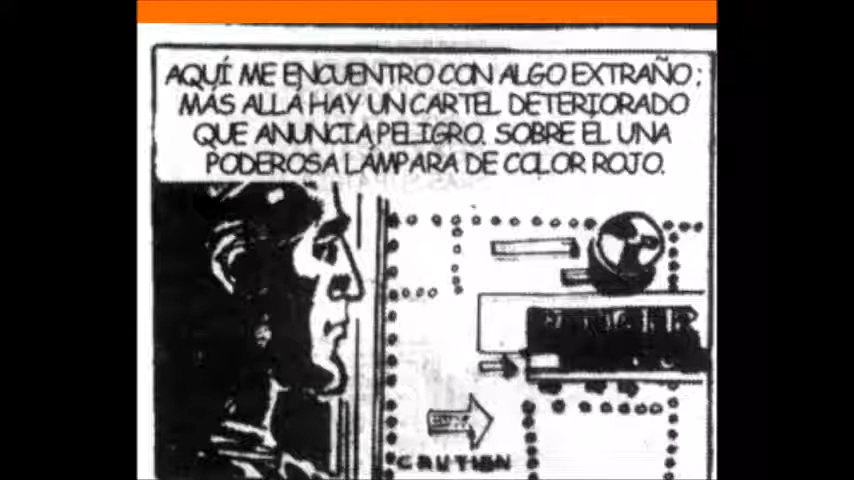 AQUÍ ME ENCUENTRO CON ALGO EXTRAÑO:
MÁS ALLÁ HAY UN CARTEL DETERIORADO
QUE ANUNCIA PELIGRO. SOBRE ÉL UNA
PODEROSA LÁMPARA DE COLOR ROJO.
CAUTION